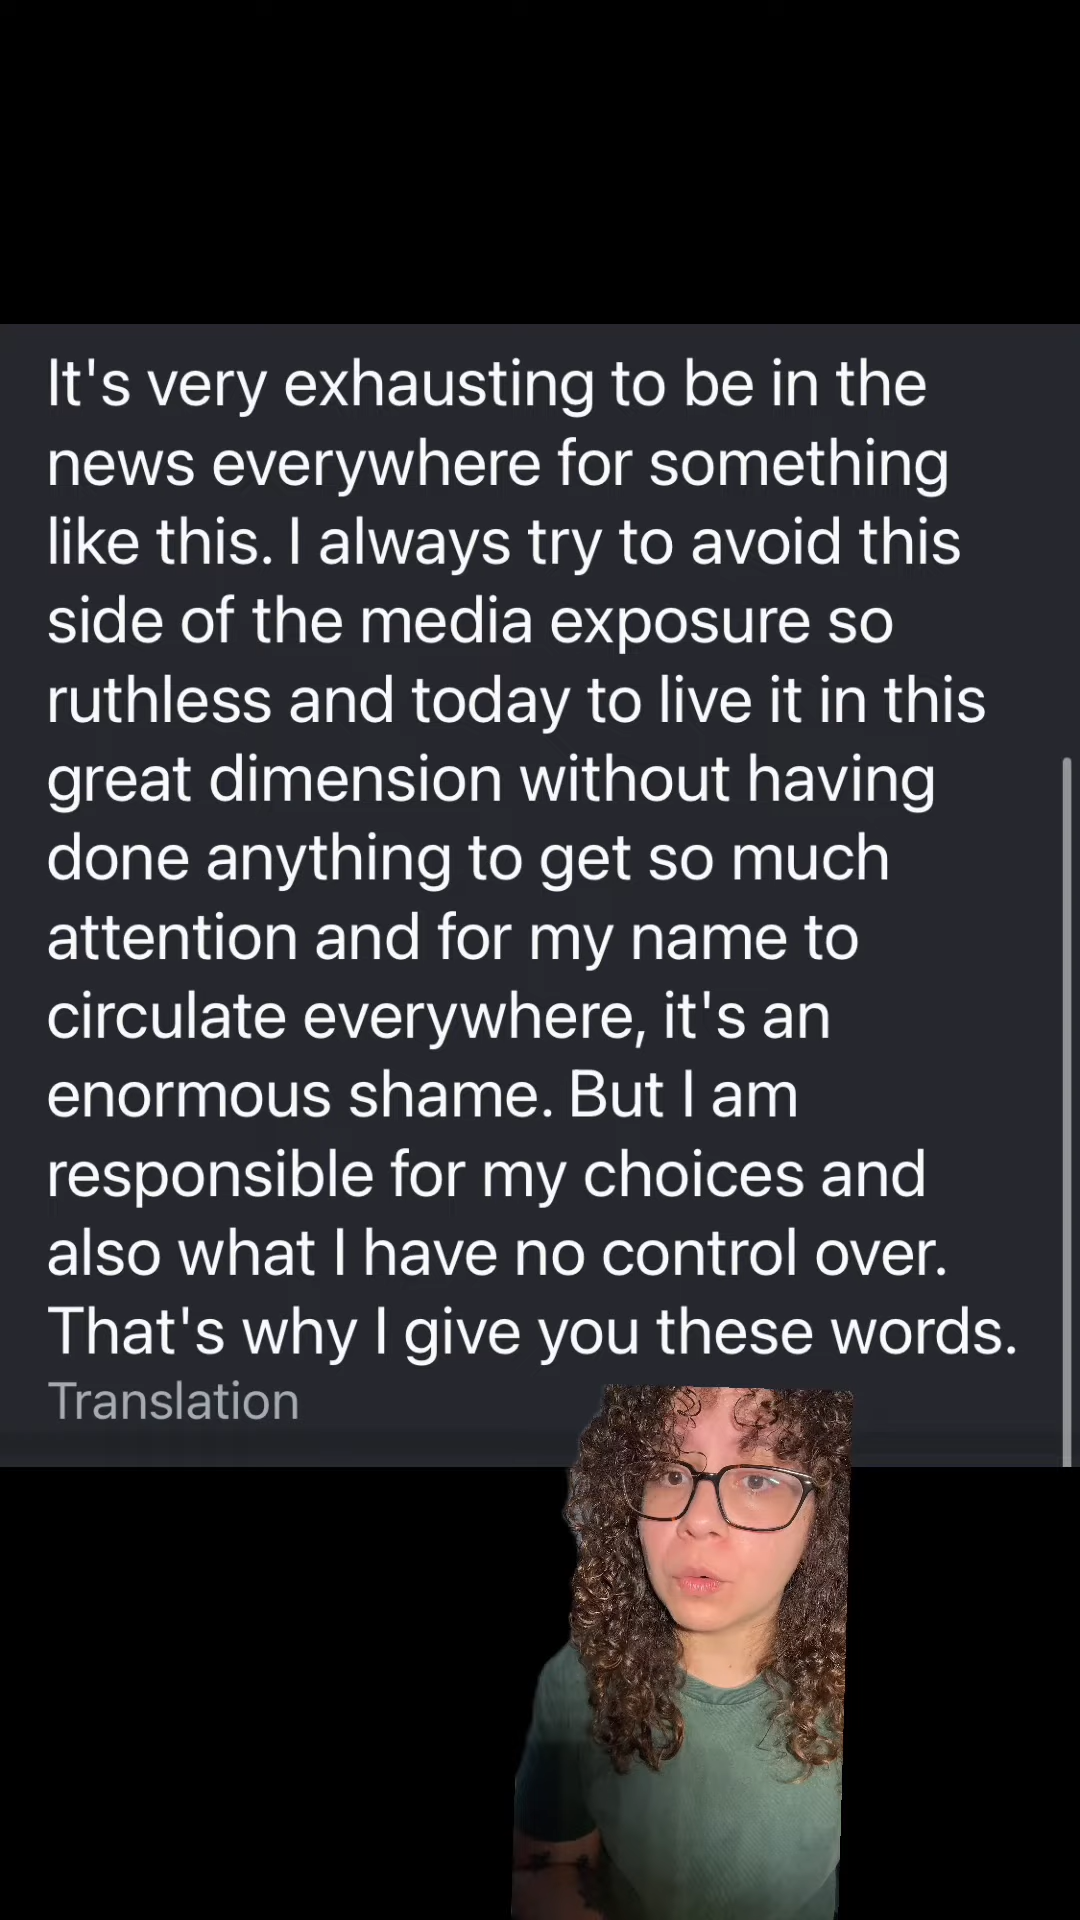 It's very exhausting to be in the
news everywhere for something
like this. I always try to avoid this
side of the media exposure so
ruthless and today to live it in this
great dimension without having
done anything to get so much
attention and for my name to
circulate everywhere, it's an
enormous shame. But I am
responsible for my choices and
also what I have no control over.
That's why I give you these words.
Translation